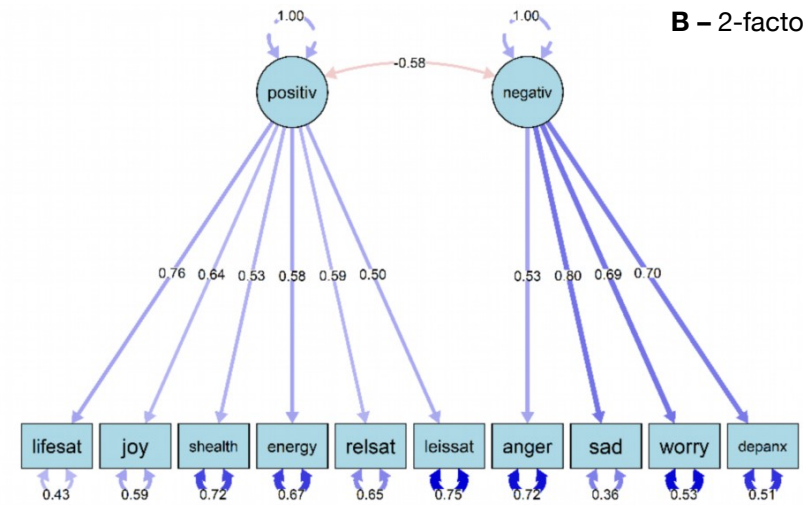 1.00 1.00 B – 2-facto
-0.58
positiv negativ
0.76 0.64 0.53 0.58 0.59 0.50 0.53 0.80 0.69 0.70
lifesat joy shealth energy relsat leissat anger sad worry depanx
0.43 0.59 0.72 0.67 0.65 0.75 0.72 0.36 0.53 0.51